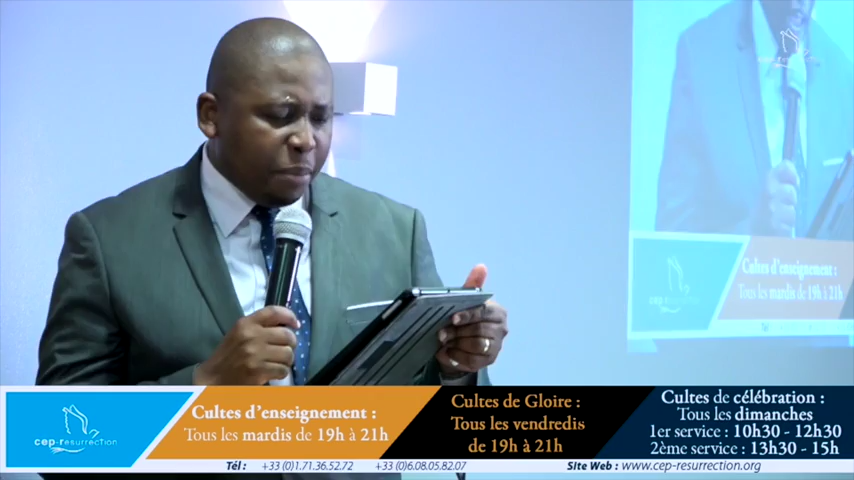 cep-resurrection
Cultes d'enseignement :
Tous les mardis de 19h à 21h
cep-resurrection
Cultes d'enseignement :
Tous les mardis de 19h à 21h
Cultes de Gloire :
Tous les vendredis
de 19h à 21h
Cultes de célébration :
Tous les dimanches
1er service : 10h30 - 12h30
2ème service : 13h30 - 15h
Tél : +33 (0)1.71.36.52.72 +33 (0)6.08.05.82.07 Site Web : www.cep-resurrection.org